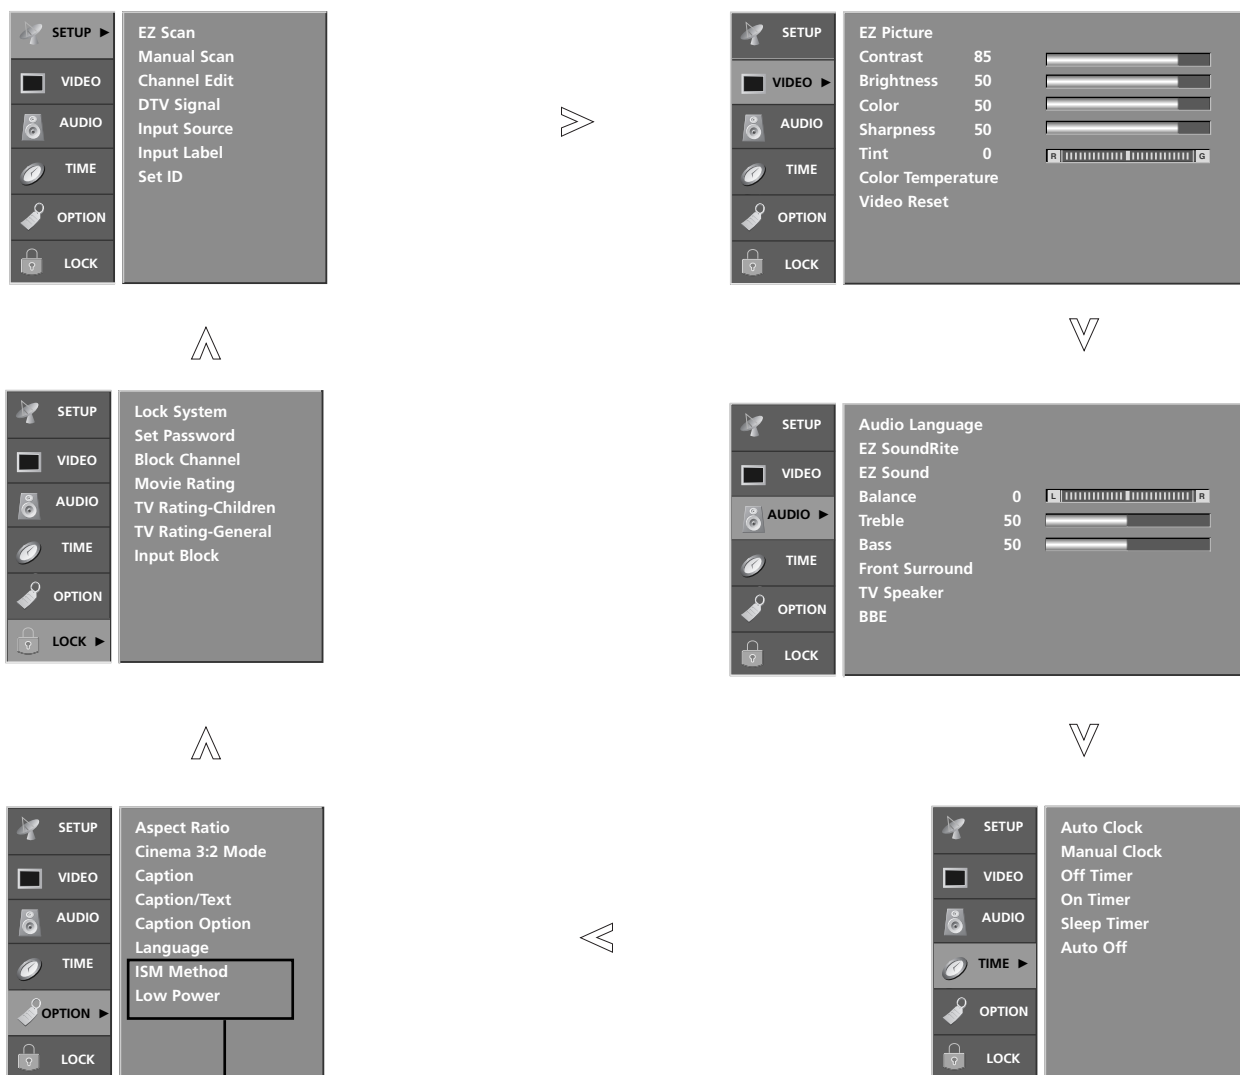 SETUP ►
VIDEO
AUDIO
TIME
OPTION
LOCK
EZ Scan
Manual Scan
Channel Edit
DTV Signal
Input Source
Input Label
Set ID
SETUP
VIDEO ►
AUDIO
TIME
OPTION
LOCK
EZ Picture
Contrast 85
Brightness 50
Color 50
Sharpness 50
Tint 0 R G
Color Temperature
Video Reset
SETUP
VIDEO
AUDIO
TIME
OPTION
LOCK ►
Lock System
Set Password
Block Channel
Movie Rating
TV Rating-Children
TV Rating-General
Input Block
SETUP
VIDEO
AUDIO ►
TIME
OPTION
LOCK
Audio Language
EZ SoundRite
EZ Sound
Balance 0 L R
Treble 50
Bass 50
Front Surround
TV Speaker
BBE
SETUP
VIDEO
AUDIO
TIME
OPTION ►
LOCK
Aspect Ratio
Cinema 3:2 Mode
Caption
Caption/Text
Caption Option
Language
ISM Method
Low Power
SETUP
VIDEO
AUDIO
TIME ►
OPTION
LOCK
Auto Clock
Manual Clock
Off Timer
On Timer
Sleep Timer
Auto Off